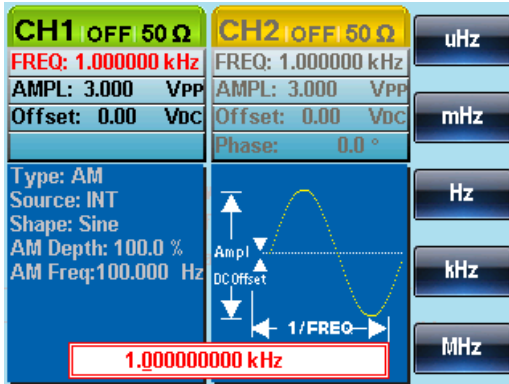 CH1 OFF 50 Ω
FREQ: 1.000000 kHz
AMPL: 3.000 VPP
Offset: 0.00 VDC
CH2 OFF 50 Ω
FREQ: 1.000000 kHz
AMPL: 3.000 VPP
Offset: 0.00 VDC
Phase: 0.0 °
Type: AM
Source: INT
Shape: Sine
AM Depth: 100.0 %
AM Freq:100.000 Hz
Ampl
DC Offset
1/FREQ
1.000000000 kHz
uHz
mHz
Hz
kHz
MHz